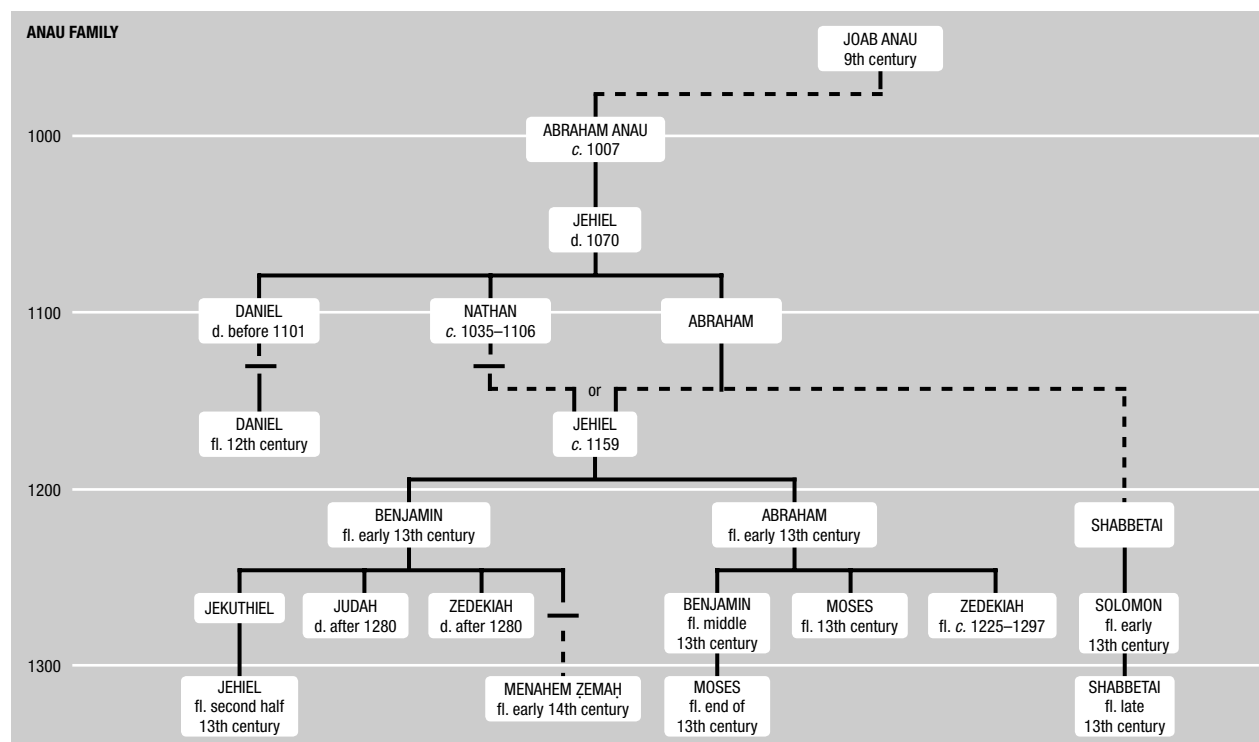 ANAU FAMILY
JOAB ANAU
9th century
1000
ABRAHAM ANAU
c. 1007
JEHIEL
d. 1070
1100
DANIEL
d. before 1101
NATHAN
c. 1035–1106
ABRAHAM
or
DANIEL
fl. 12th century
JEHIEL
c. 1159
1200
BENJAMIN
fl. early 13th century
ABRAHAM
fl. early 13th century
SHABBETAI
JEKUTHIEL
JUDAH
d. after 1280
ZEDEKIAH
d. after 1280
BENJAMIN
fl. middle
13th century
MOSES
fl. 13th century
ZEDEKIAH
fl. c. 1225–1297
SOLOMON
fl. early
13th century
1300
JEHIEL
fl. second half
13th century
MENAHEM ẒEMAḤ
fl. early 14th century
MOSES
fl. end of
13th century
SHABBETAI
fl. late
13th century